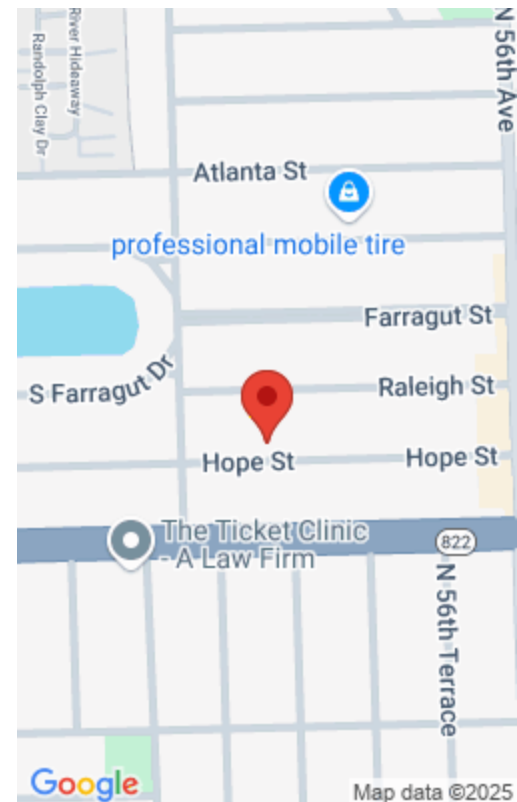 River Hideaway
Randolph Clay Dr
N 56th Ave
Atlanta St
professional mobile tire
Farragut St
S Farragut Dr
Raleigh St
Hope St
Hope St
The Ticket Clinic
- A Law Firm
822
N 56th Terrace
Google
Map data ©2025